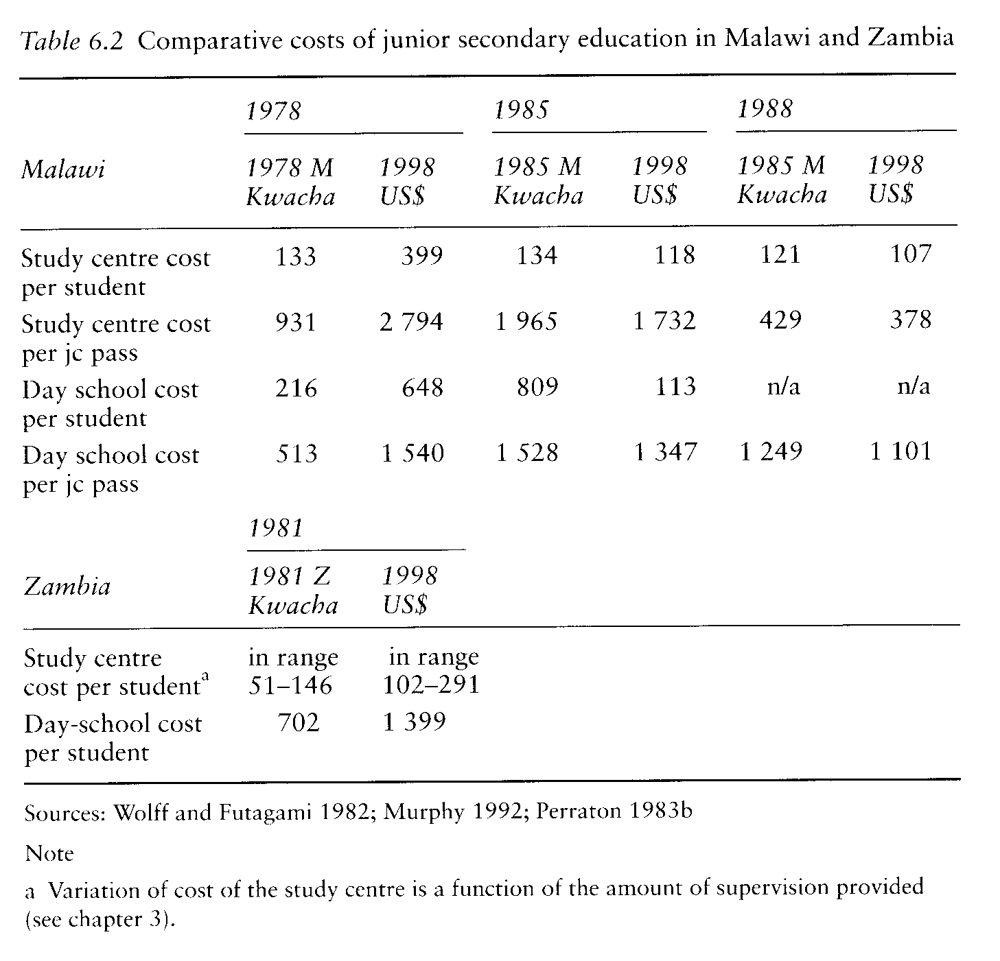 Table 6.2 Comparative costs of junior secondary education in Malawi and Zambia
1978 1985 1988
Malawi 1978 M 1998 1985 M 1998 1985 M 1998
Kwacha US$ Kwacha US$ Kwacha US$
Study centre cost 133 399 134 118 121 107
per student
Study centre cost 931 2 794 1 965 1 732 429 378
per jc pass
Day school cost 216 648 809 113 n/a n/a
per student
Day school cost 513 1 540 1 528 1 347 1 249 1 101
per jc pass
1981
Zambia 1981 Z 1998
Kwacha US$
Study centre in range in range
cost per studentᵃ 51–146 102–291
Day-school cost 702 1 399
per student
Sources: Wolff and Futagami 1982; Murphy 1992; Perraton 1983b
Note
a Variation of cost of the study centre is a function of the amount of supervision provided
(see chapter 3).